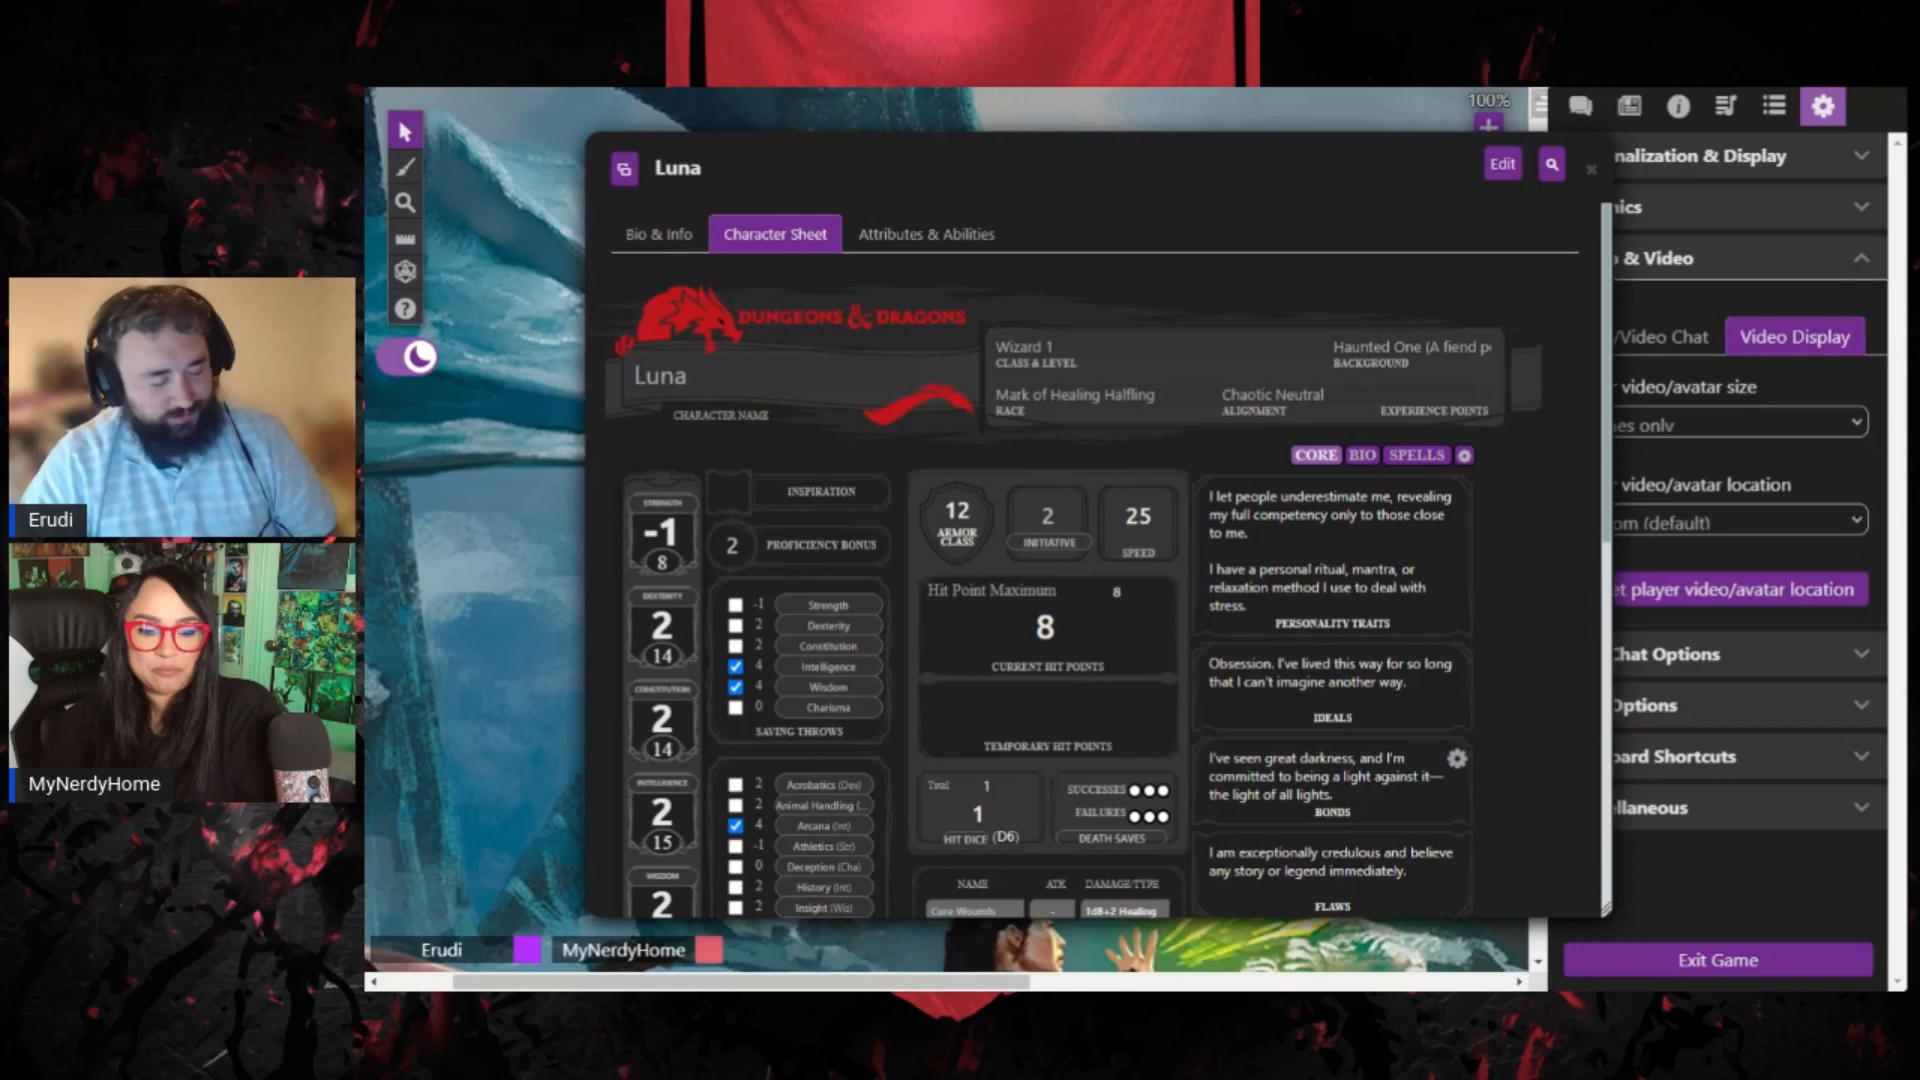 100%
Luna
Edit
nalization & Display
nics
& Video
/Video Chat
Video Display
video/avatar size
nes only
video/avatar location
om (default)
t player video/avatar location
Chat Options
Options
oard Shortcuts
llaneous
Exit Game
Bio & Info
Character Sheet
Attributes & Abilities
DUNGEONS & DRAGONS
Luna
CHARACTER NAME
Wizard 1
CLASS & LEVEL
Haunted One (A fiend p
BACKGROUND
Mark of Healing Halfling
RACE
Chaotic Neutral
ALIGNMENT
EXPERIENCE POINTS
CORE
BIO
SPELLS
STRENGTH
-1
8
DEXTERITY
2
14
CONSTITUTION
2
14
INTELLIGENCE
2
15
WISDOM
2
INSPIRATION
2
PROFICIENCY BONUS
-1 Strength
2 Dexterity
2 Constitution
4 Intelligence
4 Wisdom
0 Charisma
SAVING THROWS
2 Acrobatics (Dex)
2 Animal Handling (...
4 Arcana (Int)
-1 Athletics (Str)
0 Deception (Cha)
2 History (Int)
2 Insight (Wis)
12
ARMOR
CLASS
2
INITIATIVE
25
SPEED
Hit Point Maximum 8
8
CURRENT HIT POINTS
TEMPORARY HIT POINTS
Total 1
1
HIT DICE (D6)
SUCCESSES
FAILURES
DEATH SAVES
NAME ATK DAMAGE/TYPE
Cure Wounds - 1d8+2 Healing
I let people underestimate me, revealing
my full competency only to those close
to me.
I have a personal ritual, mantra, or
relaxation method I use to deal with
stress.
PERSONALITY TRAITS
Obsession. I've lived this way for so long
that I can't imagine another way.
IDEALS
I've seen great darkness, and I'm
committed to being a light against it—
the light of all lights.
BONDS
I am exceptionally credulous and believe
any story or legend immediately.
FLAWS
Erudi
MyNerdyHome
Erudi
MyNerdyHome